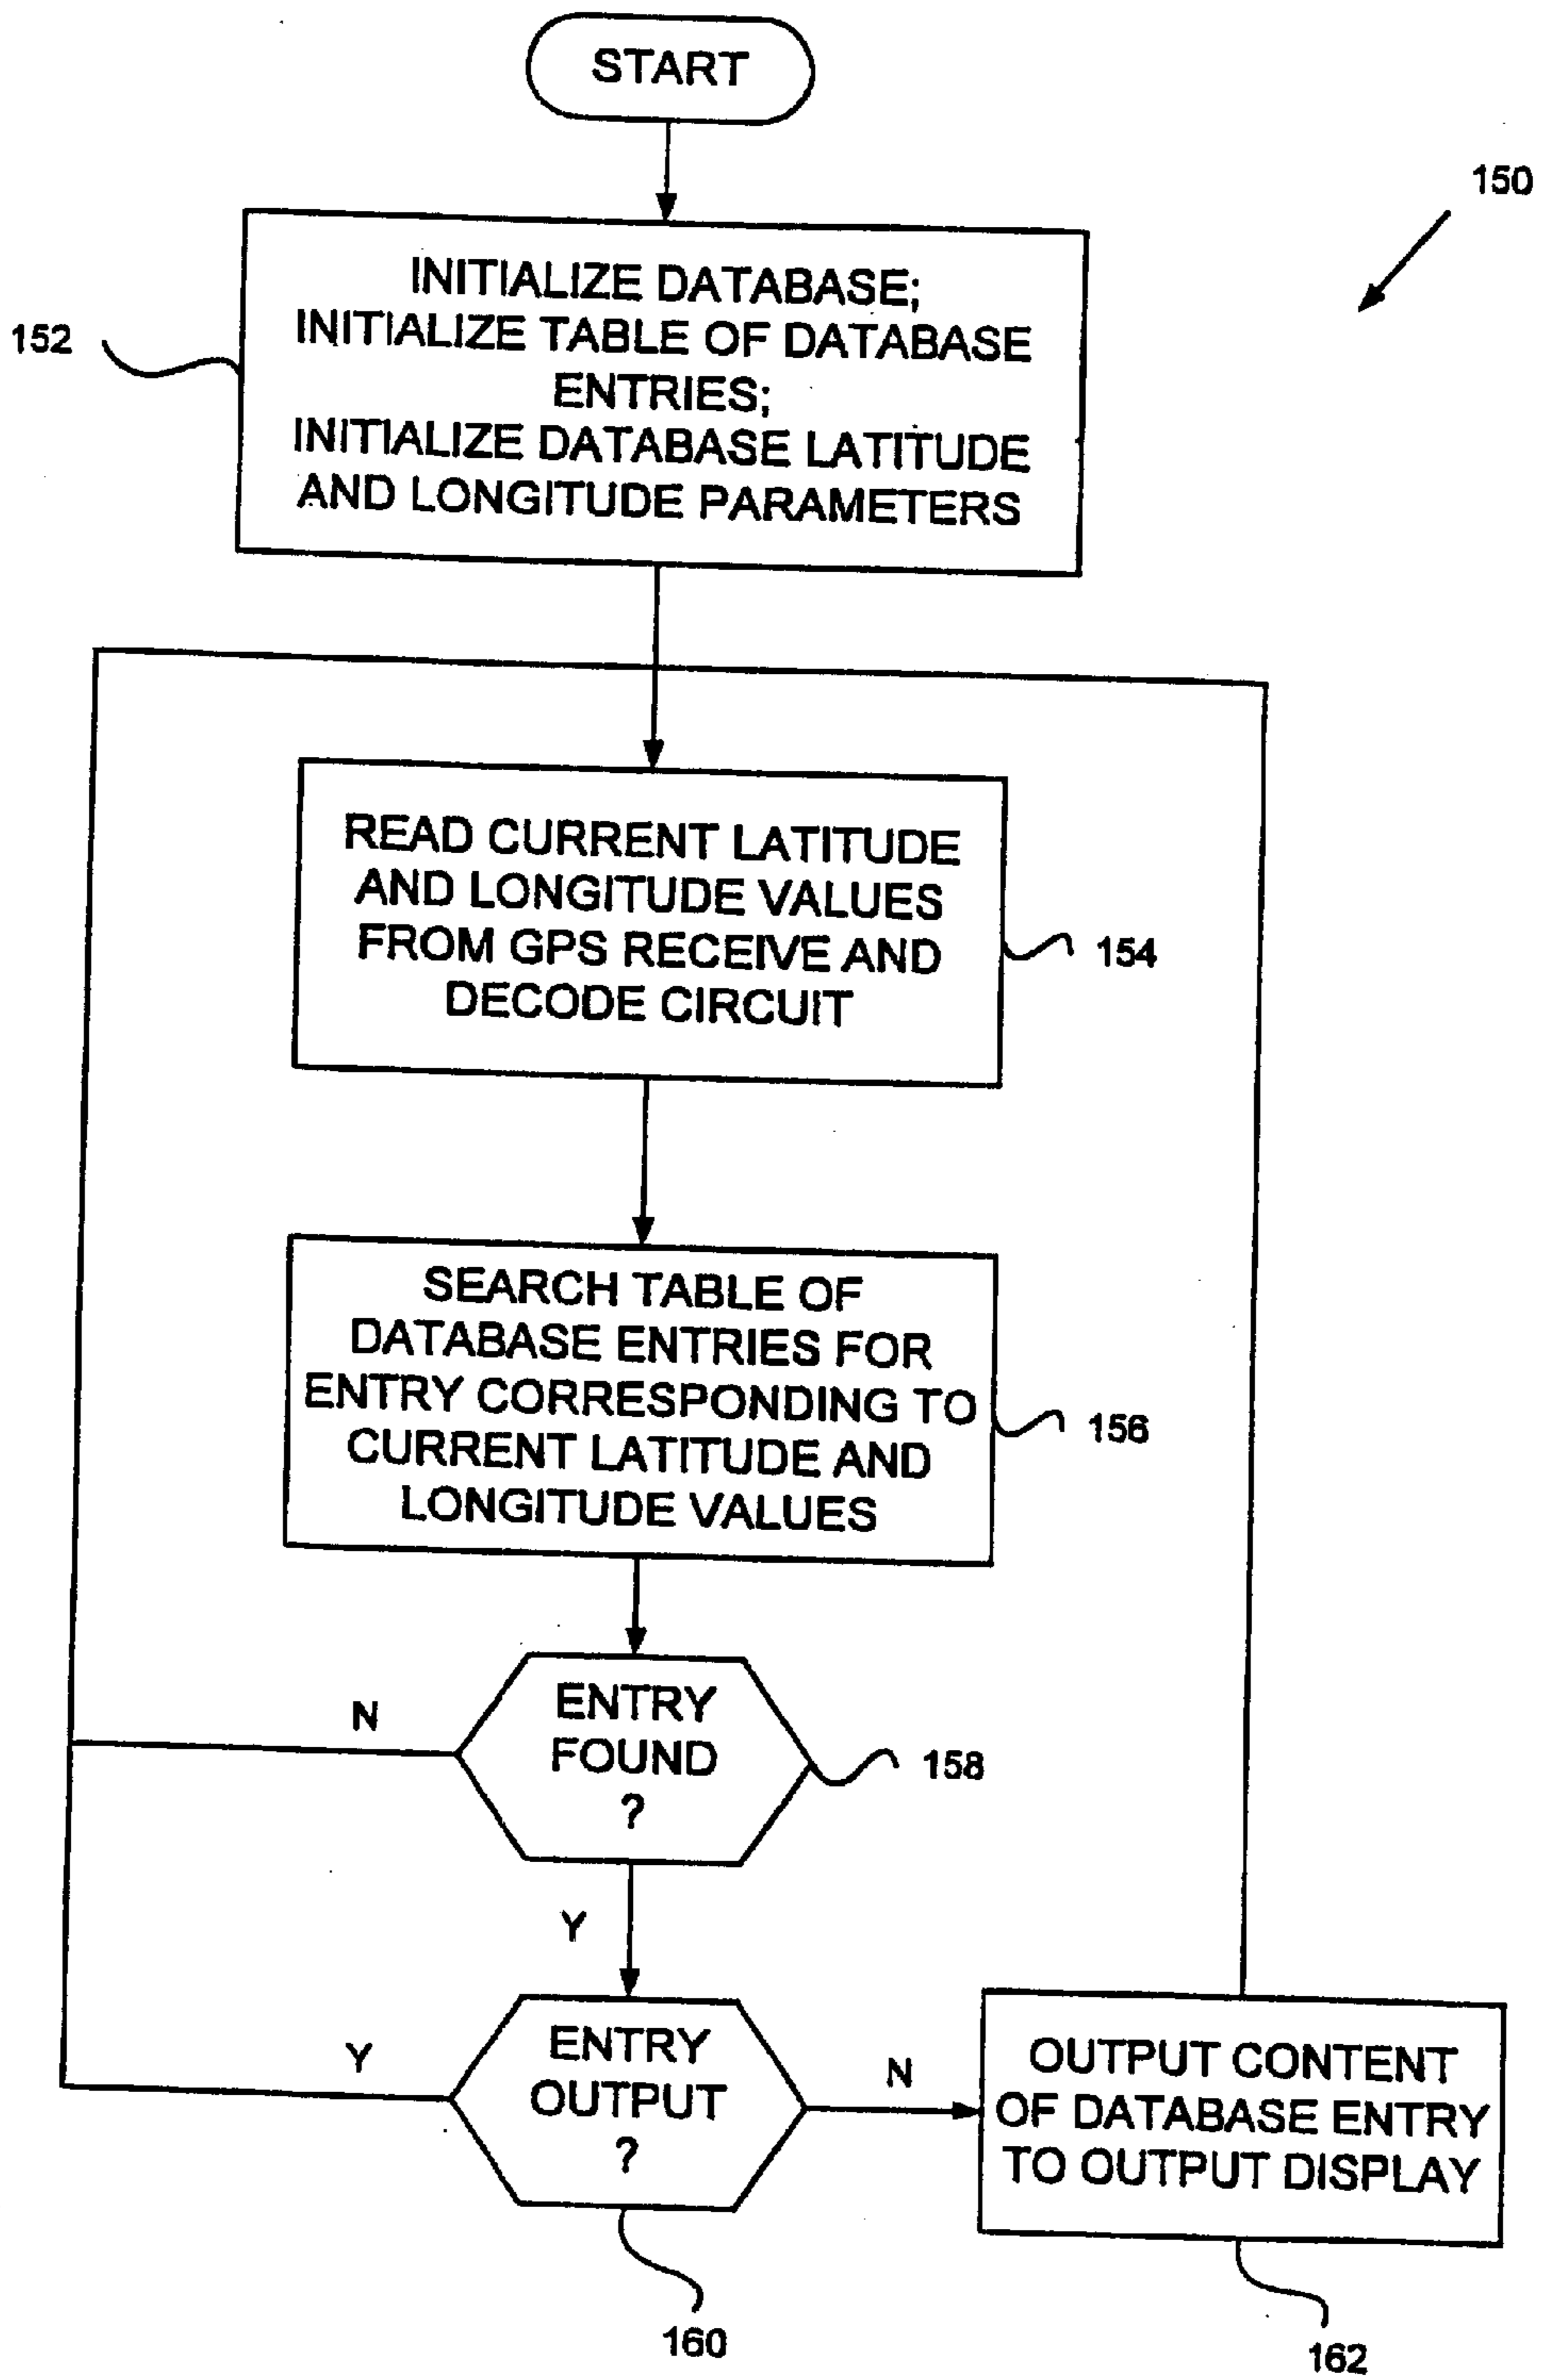 START
150
INITIALIZE DATABASE;
INITIALIZE TABLE OF DATABASE
ENTRIES;
INITIALIZE DATABASE LATITUDE
AND LONGITUDE PARAMETERS
152
READ CURRENT LATITUDE
AND LONGITUDE VALUES
FROM GPS RECEIVE AND
DECODE CIRCUIT
154
SEARCH TABLE OF
DATABASE ENTRIES FOR
ENTRY CORRESPONDING TO
CURRENT LATITUDE AND
LONGITUDE VALUES
156
N
ENTRY
FOUND
?
158
Y
Y
ENTRY
OUTPUT
?
N
OUTPUT CONTENT
OF DATABASE ENTRY
TO OUTPUT DISPLAY
160
162